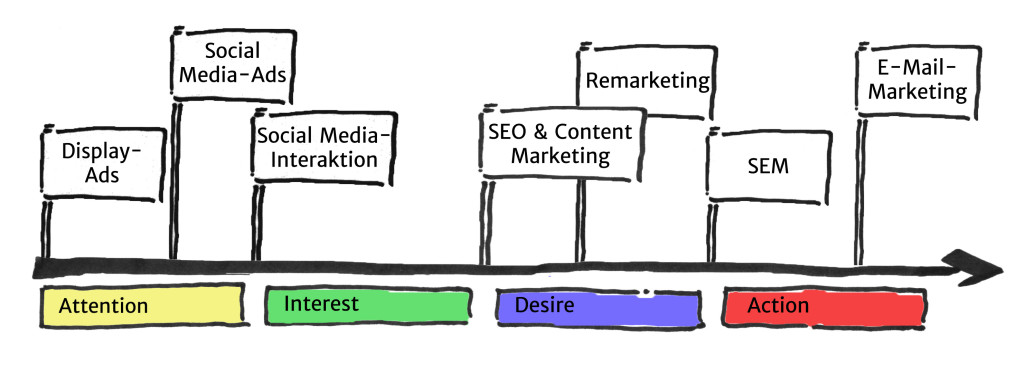 Display-
Ads
Social
Media-Ads
Social Media-
Interaktion
SEO & Content
Marketing
Remarketing
SEM
E-Mail-
Marketing
Attention
Interest
Desire
Action